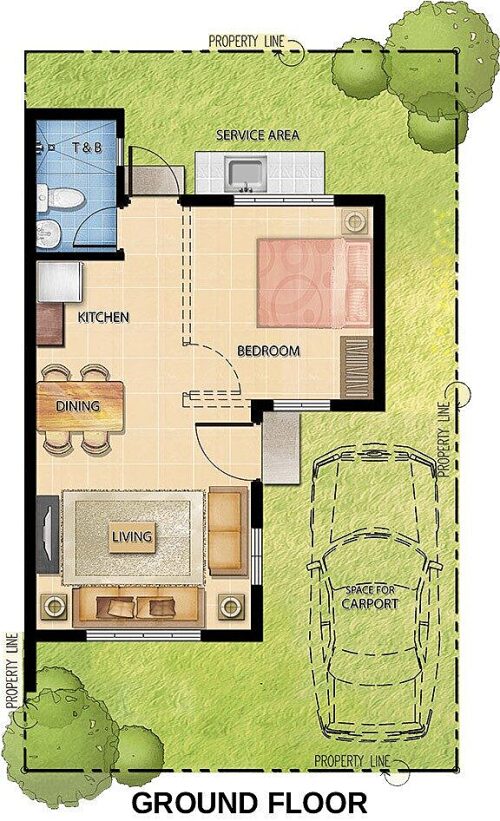 PROPERTY LINE
SERVICE AREA
T & B
KITCHEN
BEDROOM
DINING
PROPERTY LINE
LIVING
SPACE FOR
CARPORT
PROPERTY LINE
PROPERTY LINE
GROUND FLOOR